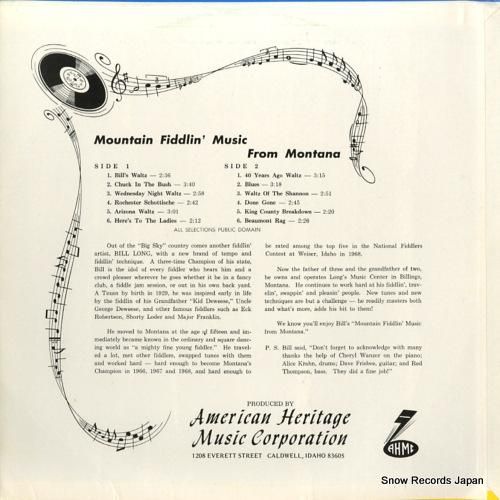 Mountain Fiddlin' Music
From Montana
SIDE 1
1. Bill's Waltz — 2:36
2. Chuck In The Bush — 3:40
3. Wednesday Night Waltz — 2:58
4. Rochester Schottische — 2:42
5. Arizona Waltz — 3:01
6. Here's To The Ladies — 2:12
SIDE 2
1. 40 Years Ago Waltz — 3:15
2. Blues — 3:18
3. Waltz Of The Shannon — 2:51
4. Done Gone — 2:45
5. King County Breakdown — 2:20
6. Beaumont Rag — 2:26
ALL SELECTIONS PUBLIC DOMAIN
Out of the "Big Sky" country comes another fiddlin'
artist, BILL LONG, with a new brand of tempo and
fiddlin' technique. A three-time Champion of his state,
Bill is the idol of every fiddler who hears him and a
crowd pleaser wherever he goes whether it be in a fancy
club, a fiddle jam session, or out in his own back yard.
A Texan by birth in 1929, he was inspired early in life
by the fiddlin of his Grandfather "Kid Deweese," Uncle
George Deweese, and other famous fiddlers such as Eck
Robertson, Shorty Loder and Major Franklin.
He moved to Montana at the age of fifteen and im-
mediately became known in the ordinary and square danc-
ing world as "a mighty fine young fiddler." He travel-
ed a lot, met other fiddlers, swapped tunes with them
and worked hard — hard enough to become Montana's
Champion in 1966, 1967 and 1968, and hard enough to
be rated among the top five in the National Fiddlers
Contest at Weiser, Idaho in 1968.
Now the father of three and the grandfather of two,
he owns and operates Long's Music Center in Billings,
Montana. He continues to work hard at his fiddlin', trav-
elin', swappin' and pleasin' people. New tunes and new
techniques are but a challenge — he readily masters both
and what's more, adds his bit to them!
We know you'll enjoy Bill's "Mountain Fiddlin' Music
from Montana."
P. S. Bill said, "Don't forget to acknowledge with many
thanks the help of Cheryl Wanzer on the piano;
Alice Krahn, drums; Dave Frisbee, guitar; and Red
Thompson, bass. They did a fine job!"
PRODUCED BY
American Heritage
Music Corporation
1208 EVERETT STREET CALDWELL, IDAHO 83605
AHMC
Snow Records Japan